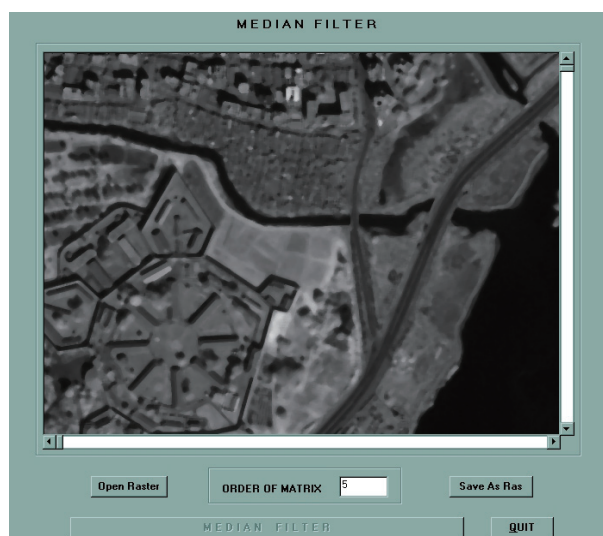 MEDIAN FILTER
Open Raster
ORDER OF MATRIX 5
Save As Ras
MEDIAN FILTER
QUIT